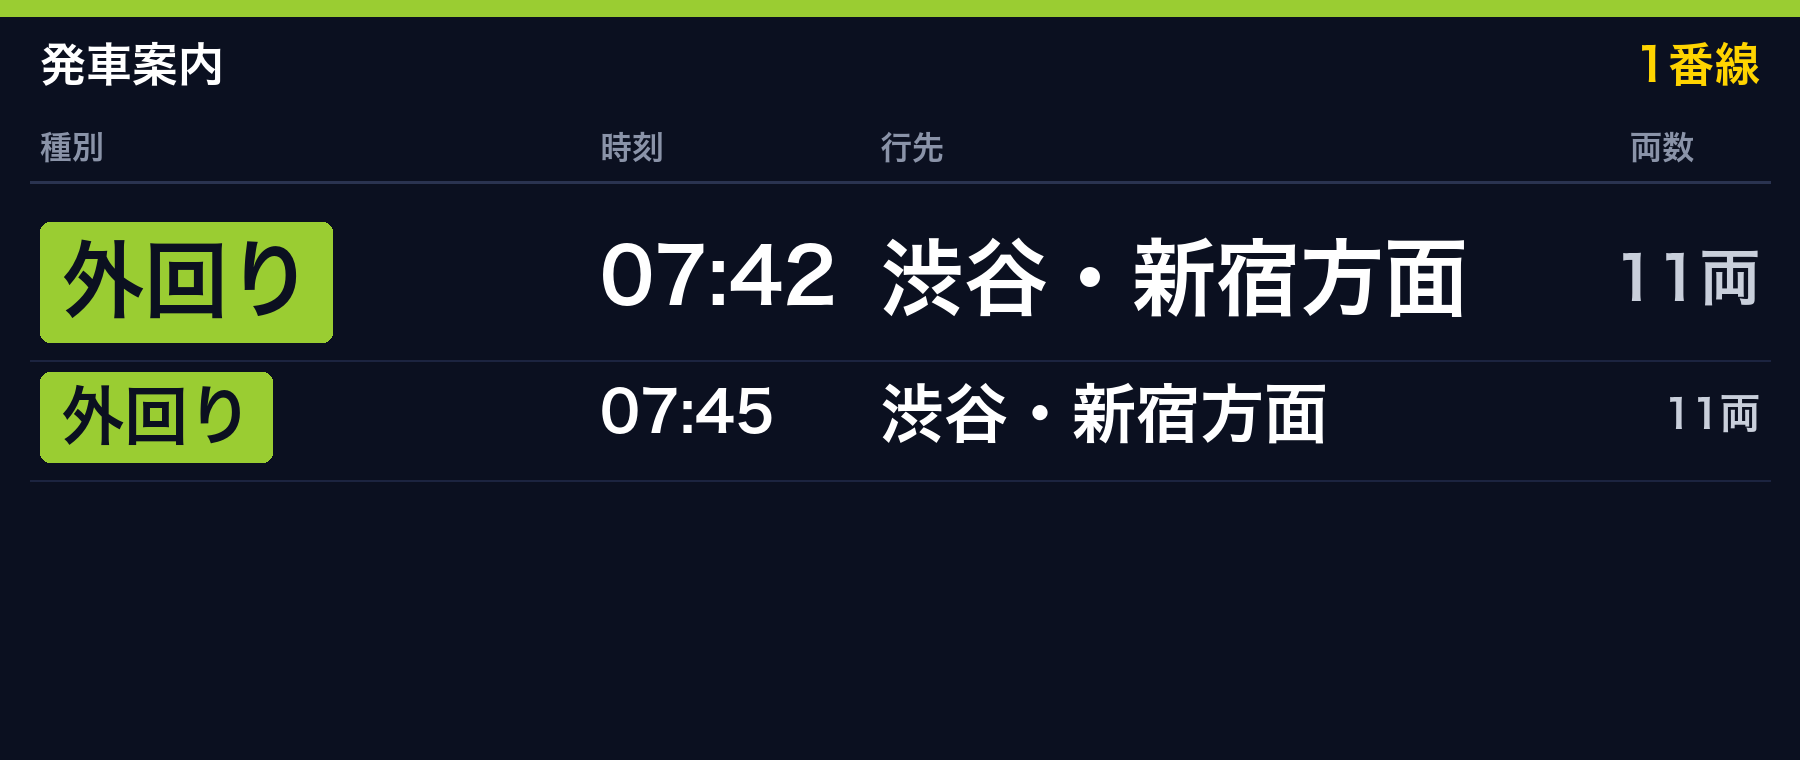 発車案内 1番線
種別 時刻 行先 両数
外回り 07:42 渋谷・新宿方面 11両
外回り 07:45 渋谷・新宿方面 11両